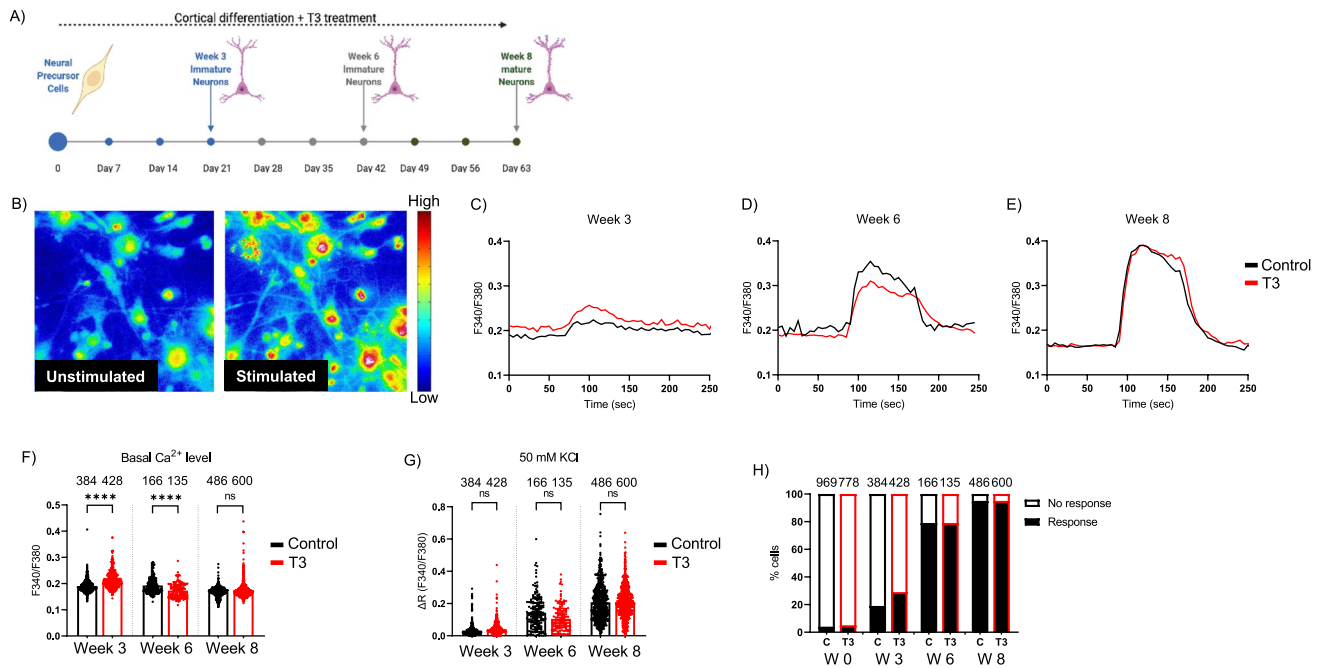 A)
Cortical differentiation + T3 treatment
Neural
Precursor
Cells
Week 3
Immature
Neurons
Week 6
Immature
Neurons
Week 8
mature
Neurons
0 Day 7 Day 14 Day 21 Day 28 Day 35 Day 42 Day 49 Day 56 Day 63
B)
Unstimulated
Stimulated
High
Low
C)
Week 3
F340/F380
0.4
0.3
0.2
0.1
0 50 100 150 200 250
Time (sec)
D)
Week 6
F340/F380
0.4
0.3
0.2
0.1
0 50 100 150 200 250
Time (sec)
E)
Week 8
F340/F380
0.4
0.3
0.2
0.1
0 50 100 150 200 250
Time (sec)
Control
T3
F)
Basal Ca2+ level
384 428 166 135 486 600
**** **** ns
F340/F380
0.5
0.4
0.3
0.2
0.1
0.0
Week 3 Week 6 Week 8
Control
T3
G)
50 mM KCl
384 428 166 135 486 600
ns ns ns
ΔR (F340/F380)
0.8
0.6
0.4
0.2
0.0
Week 3 Week 6 Week 8
Control
T3
H)
969 778 384 428 166 135 486 600
% cells
100
80
60
40
20
0
C T3 C T3 C T3 C T3
W 0 W 3 W 6 W 8
No response
Response